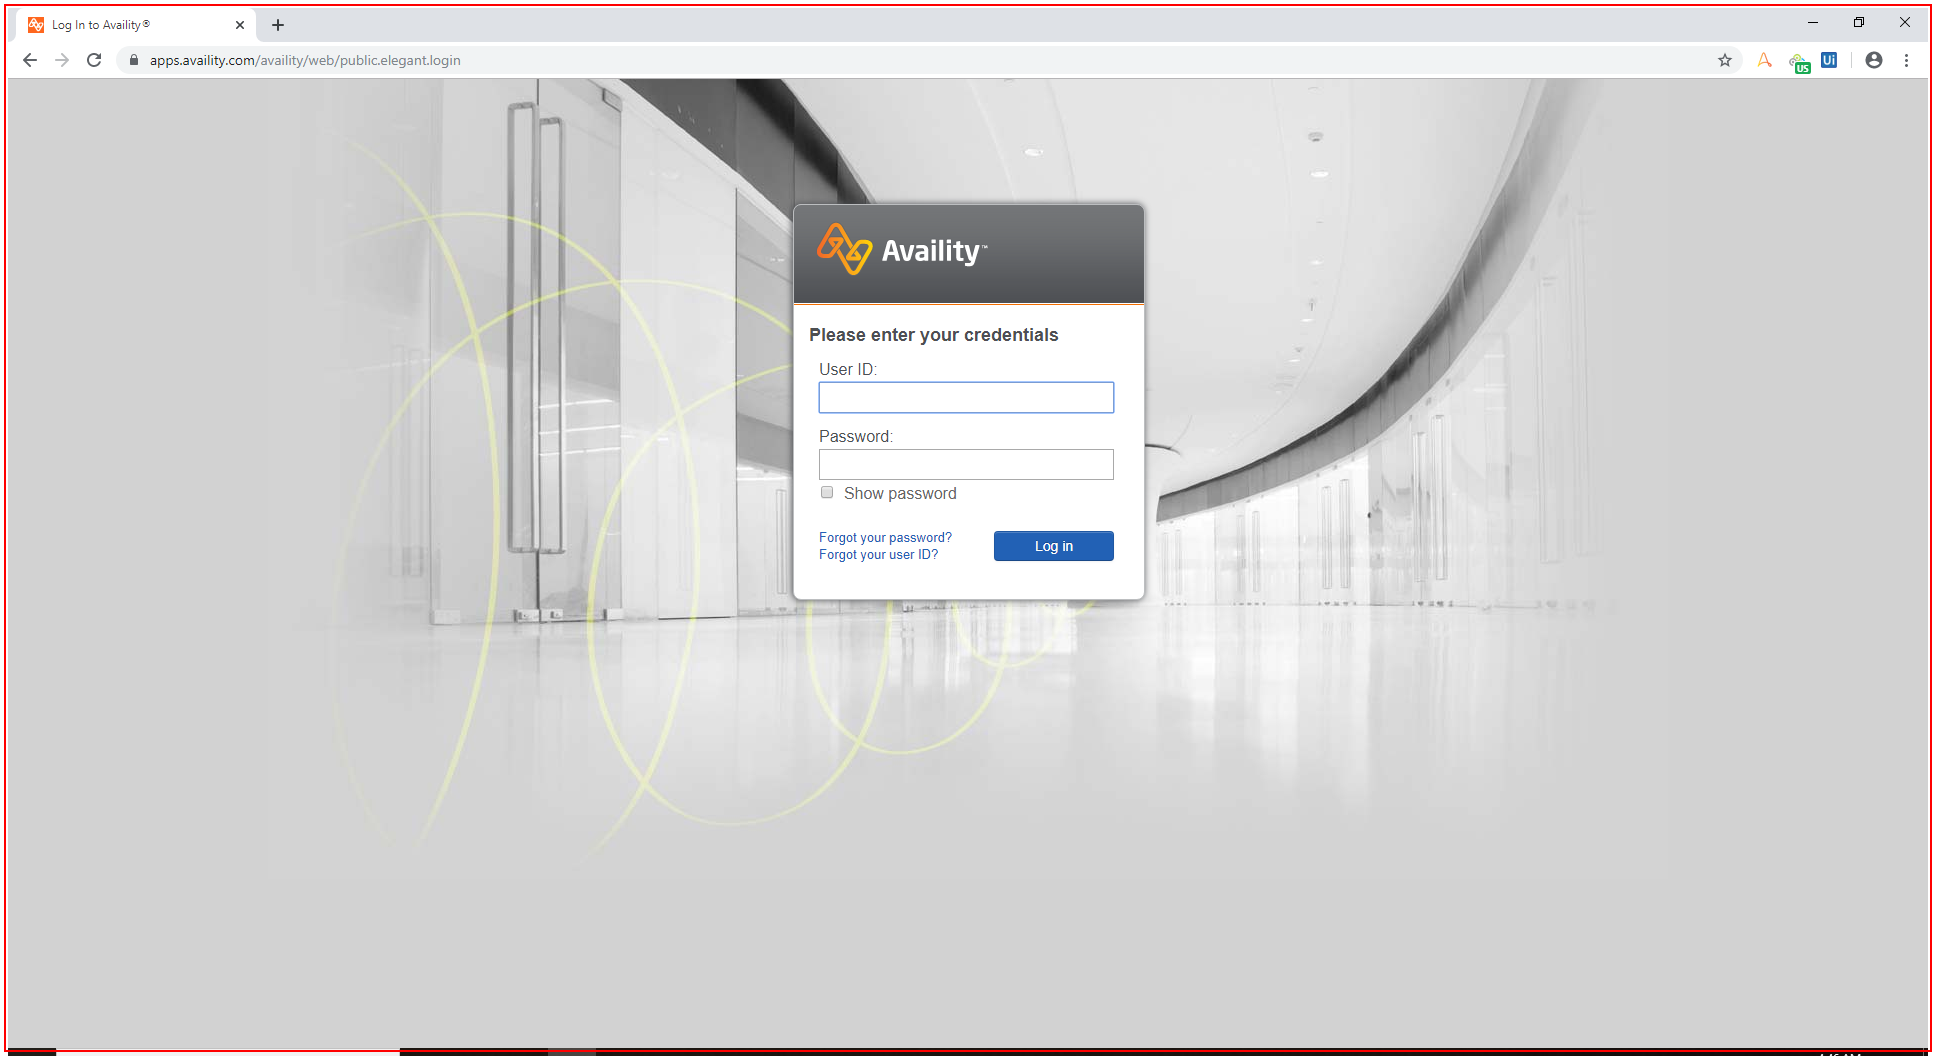 Log In to Availity®
apps.availity.com/availity/web/public.elegant.login
US
Ui
Availity™
Please enter your credentials
User ID:
Password:
Show password
Forgot your password?
Log in
Forgot your user ID?